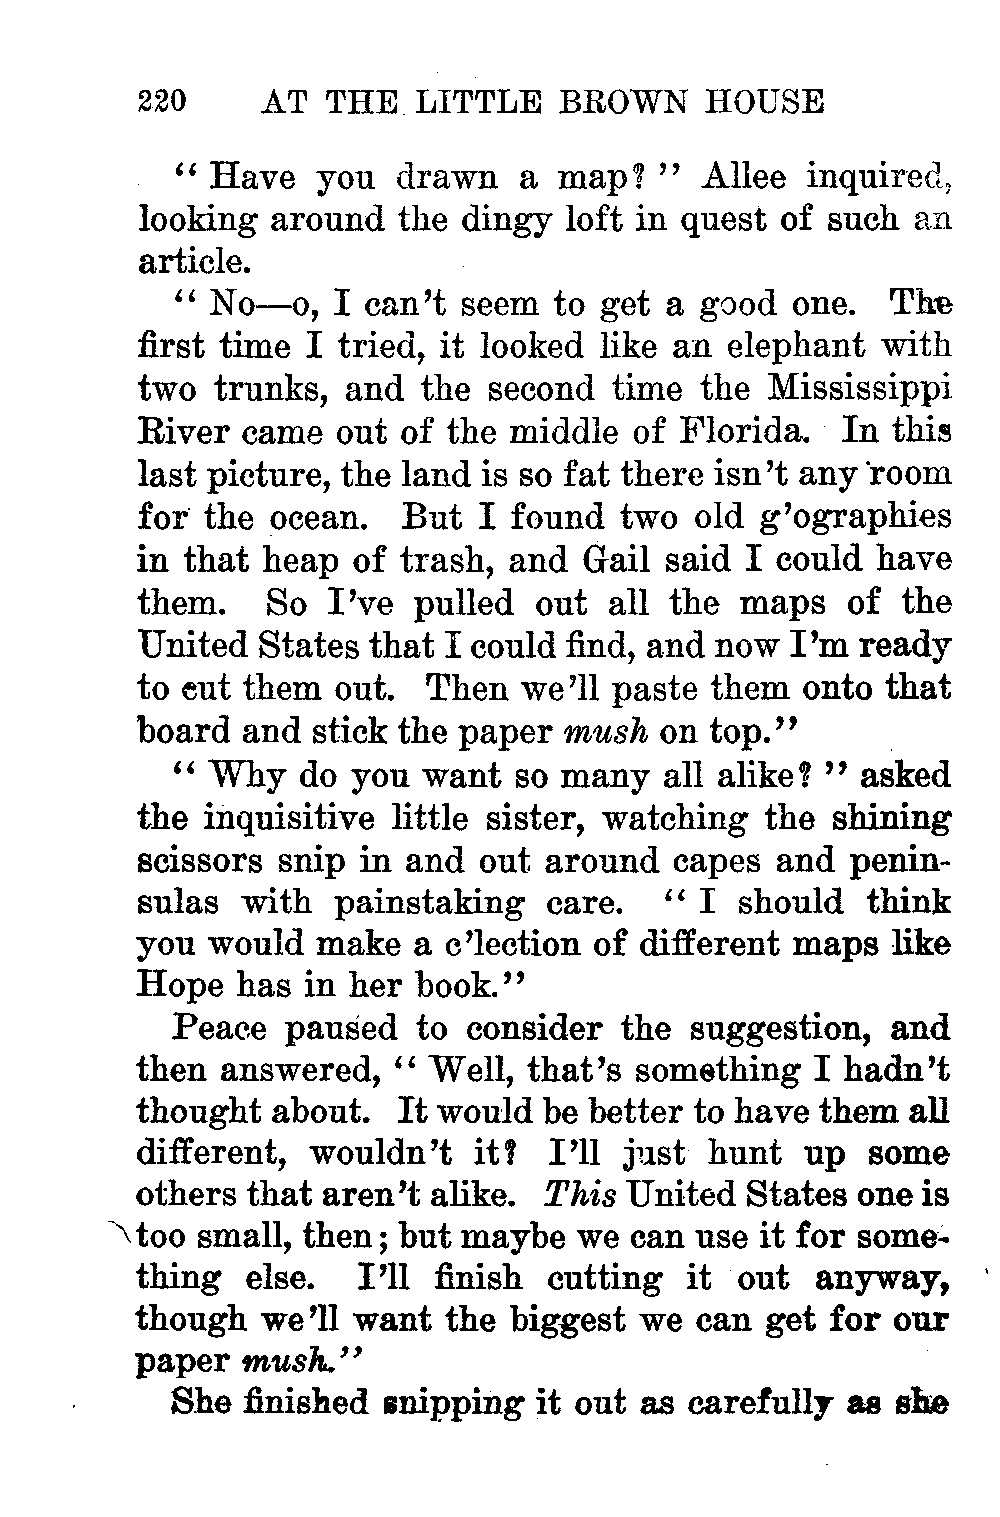 220 AT THE LITTLE BROWN HOUSE
“ Have you drawn a map? ” Allee inquired,
looking around the dingy loft in quest of such an
article.
“ No—o, I can’t seem to get a good one. The
first time I tried, it looked like an elephant with
two trunks, and the second time the Mississippi
River came out of the middle of Florida. In this
last picture, the land is so fat there isn’t any room
for the ocean. But I found two old g’ographies
in that heap of trash, and Gail said I could have
them. So I’ve pulled out all the maps of the
United States that I could find, and now I’m ready
to cut them out. Then we’ll paste them onto that
board and stick the paper mush on top.”
“ Why do you want so many all alike? ” asked
the inquisitive little sister, watching the shining
scissors snip in and out around capes and penin-
sulas with painstaking care. “ I should think
you would make a c’lection of different maps like
Hope has in her book.”
Peace paused to consider the suggestion, and
then answered, “ Well, that’s something I hadn’t
thought about. It would be better to have them all
different, wouldn’t it? I’ll just hunt up some
others that aren’t alike. This United States one is
too small, then; but maybe we can use it for some-
thing else. I’ll finish cutting it out anyway,
though we’ll want the biggest we can get for our
paper mush.”
She finished snipping it out as carefully as she